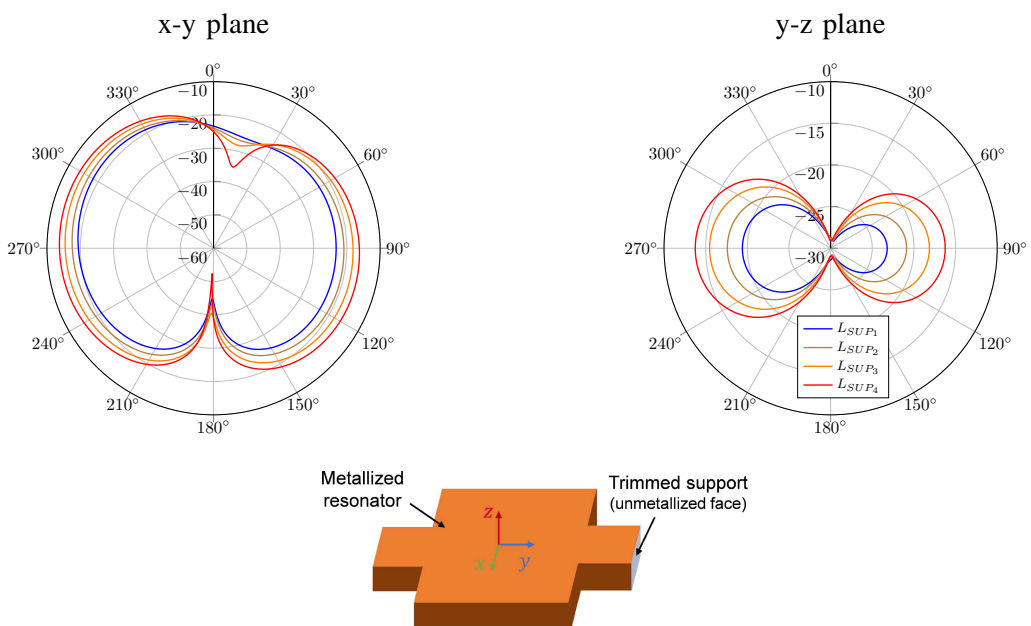 x-y plane
0°
30°
60°
90°
120°
150°
180°
210°
240°
270°
300°
330°
−10
−20
−30
−40
−50
−60
y-z plane
0°
30°
60°
90°
120°
150°
180°
210°
240°
270°
300°
330°
−10
−15
−20
−25
−30
L_{SUP_1}
L_{SUP_2}
L_{SUP_3}
L_{SUP_4}
Metallized
resonator
Trimmed support
(unmetallized face)
z
x
y